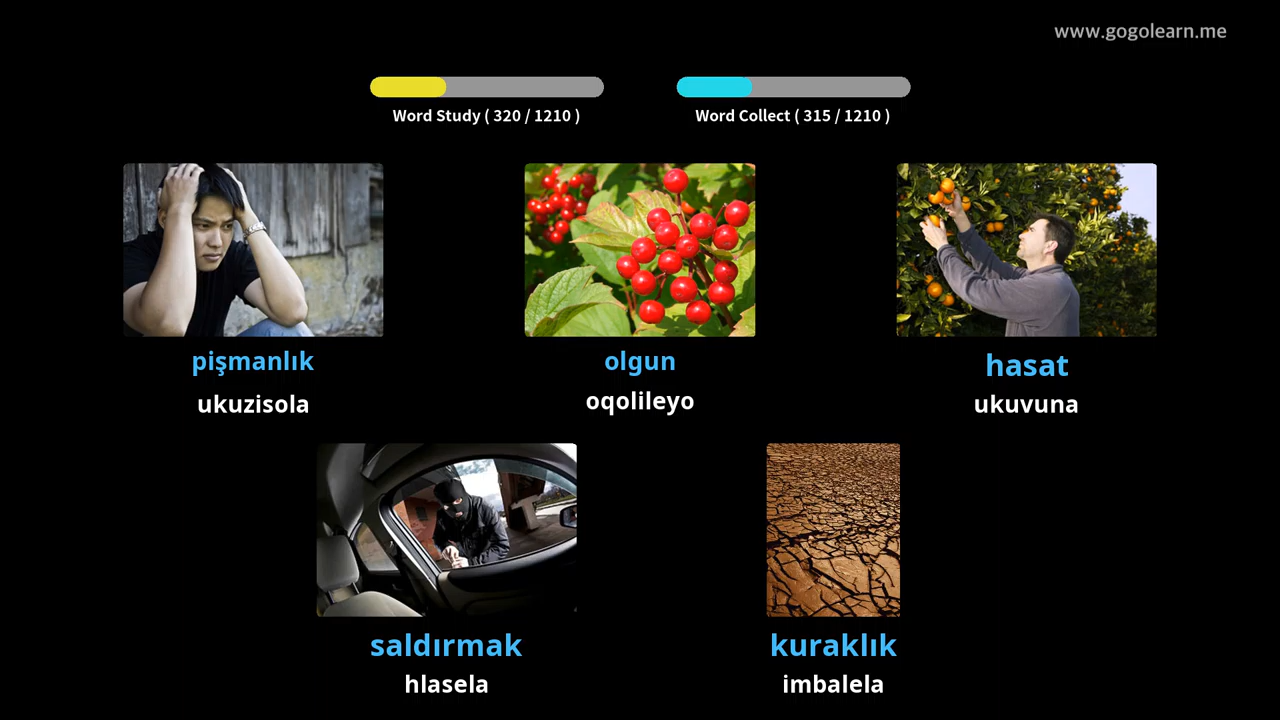 www.gogolearn.me
Word Study ( 320 / 1210 )
Word Collect ( 315 / 1210 )
pişmanlık
ukuzisola
olgun
oqolileyo
hasat
ukuvuna
saldırmak
hlasela
kuraklık
imbalela